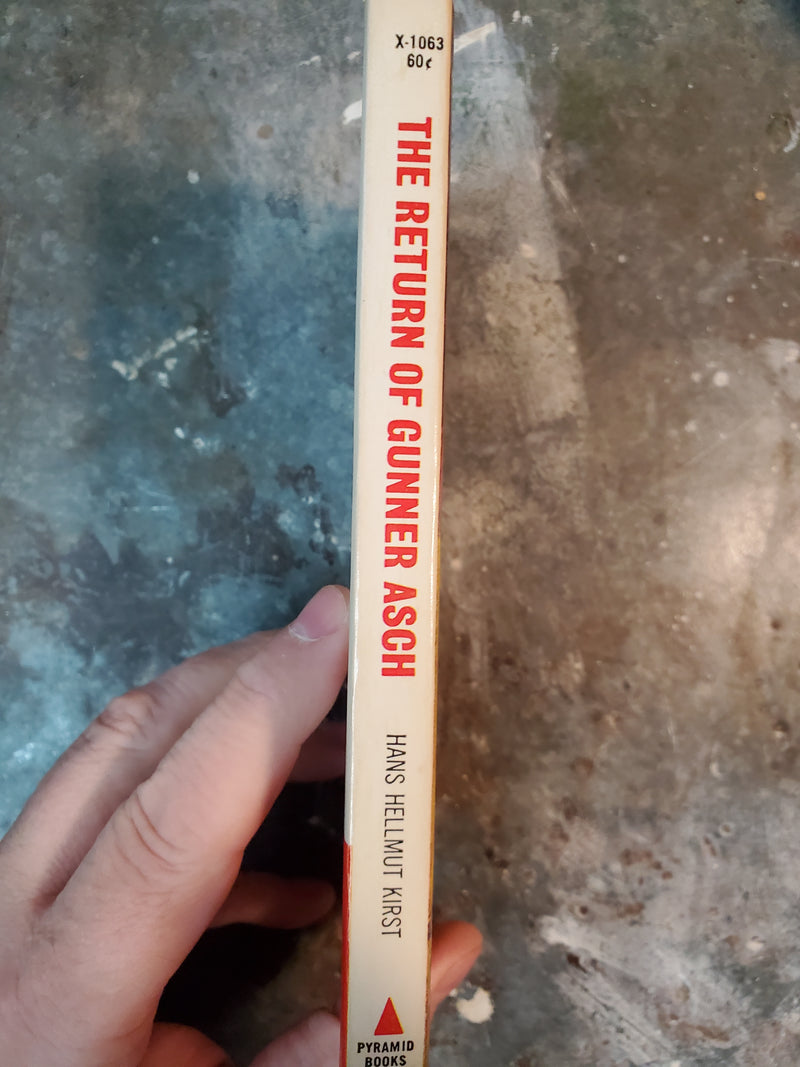 X-1063
60¢
THE RETURN OF GUNNER ASCH
HANS HELLMUT KIRST
PYRAMID
BOOKS